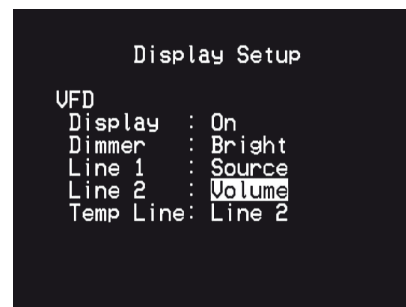 Display Setup
VFD
Display : On
Dimmer : Bright
Line 1 : Source
Line 2 : Volume
Temp Line: Line 2